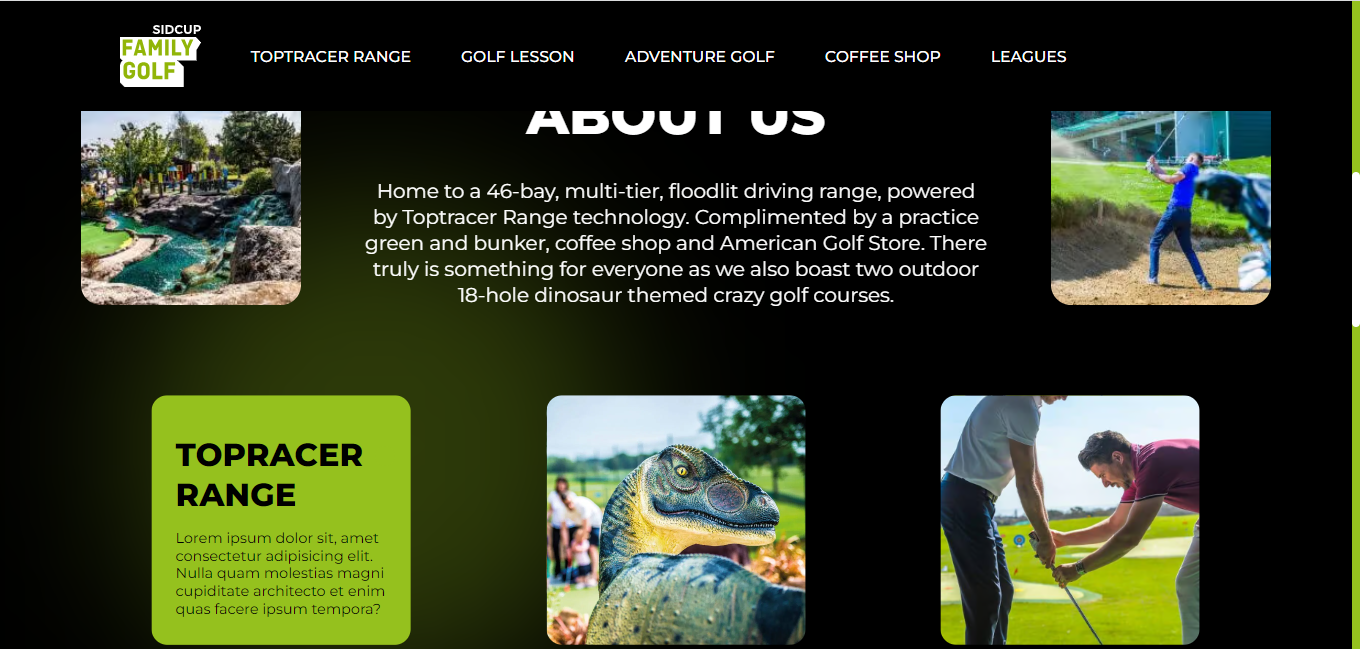 SIDCUP
FAMILY
GOLF
TOPTRACER RANGE
GOLF LESSON
ADVENTURE GOLF
COFFEE SHOP
LEAGUES
ABOUT US
Home to a 46-bay, multi-tier, floodlit driving range, powered
by Toptracer Range technology. Complimented by a practice
green and bunker, coffee shop and American Golf Store. There
truly is something for everyone as we also boast two outdoor
18-hole dinosaur themed crazy golf courses.
TOPRACER
RANGE
Lorem ipsum dolor sit, amet
consectetur adipisicing elit.
Nulla quam molestias magni
cupiditate architecto et enim
quas facere ipsum tempora?